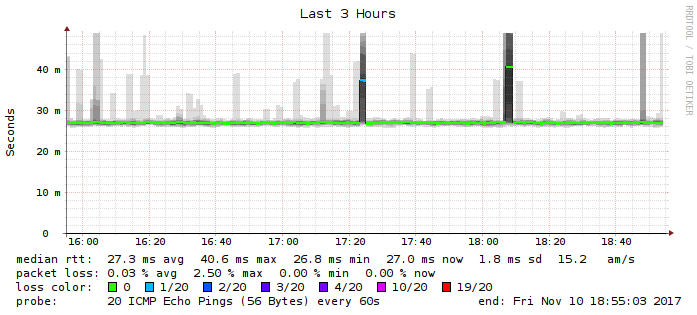 Last 3 Hours
RRDTOOL / TOBI OETIKER
Seconds
40 m
30 m
20 m
10 m
0
16:00 16:20 16:40 17:00 17:20 17:40 18:00 18:20 18:40
median rtt: 27.3 ms avg 40.6 ms max 26.8 ms min 27.0 ms now 1.8 ms sd 15.2 am/s
packet loss: 0.03 % avg 2.50 % max 0.00 % min 0.00 % now
loss color: 0 1/20 2/20 3/20 4/20 10/20 19/20
probe: 20 ICMP Echo Pings (56 Bytes) every 60s end: Fri Nov 10 18:55:03 2017